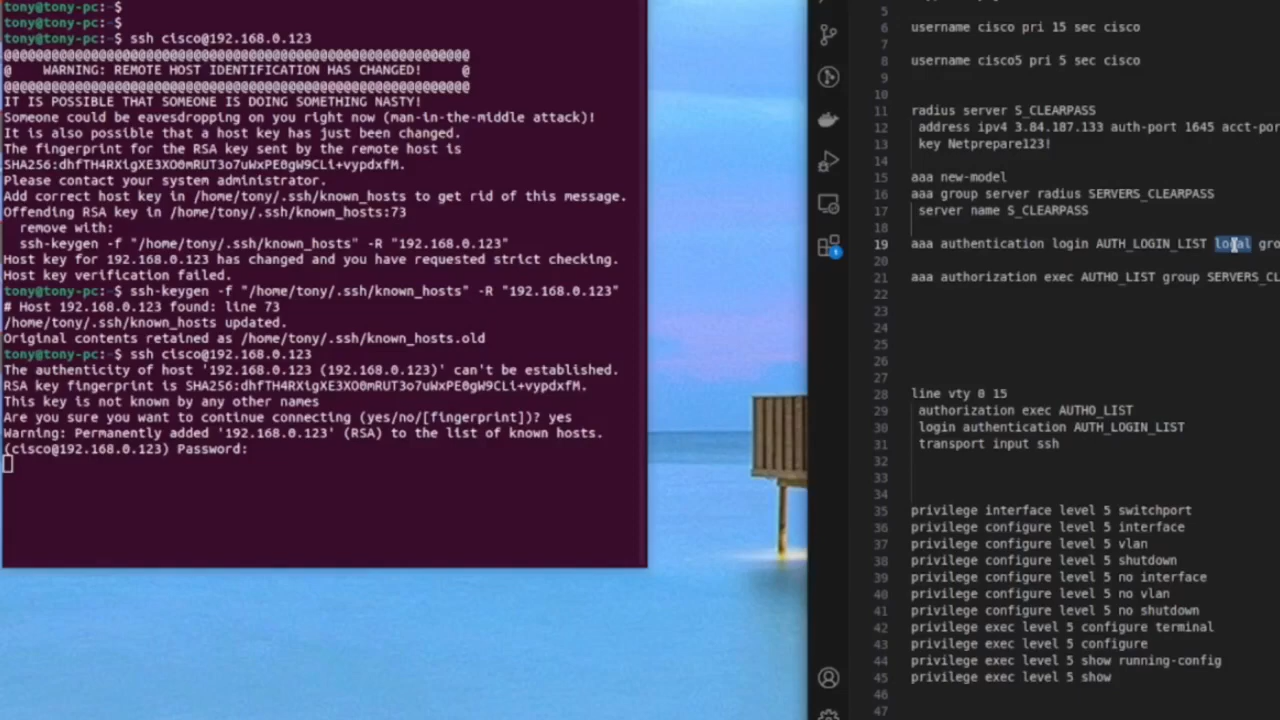 tony@tony-pc:~$
tony@tony-pc:~$
tony@tony-pc:~$ ssh cisco@192.168.0.123
@@@@@@@@@@@@@@@@@@@@@@@@@@@@@@@@@@@@@@@@@@@@@@@@@@@@@@@@@@@
@    WARNING: REMOTE HOST IDENTIFICATION HAS CHANGED!     @
@@@@@@@@@@@@@@@@@@@@@@@@@@@@@@@@@@@@@@@@@@@@@@@@@@@@@@@@@@@
IT IS POSSIBLE THAT SOMEONE IS DOING SOMETHING NASTY!
Someone could be eavesdropping on you right now (man-in-the-middle attack)!
It is also possible that a host key has just been changed.
The fingerprint for the RSA key sent by the remote host is
SHA256:dhfTH4RXigXE3XO0mRUT3o7uWxPE0gW9CLi+vypdxfM.
Please contact your system administrator.
Add correct host key in /home/tony/.ssh/known_hosts to get rid of this message.
Offending RSA key in /home/tony/.ssh/known_hosts:73
  remove with:
  ssh-keygen -f "/home/tony/.ssh/known_hosts" -R "192.168.0.123"
Host key for 192.168.0.123 has changed and you have requested strict checking.
Host key verification failed.
tony@tony-pc:~$ ssh-keygen -f "/home/tony/.ssh/known_hosts" -R "192.168.0.123"
# Host 192.168.0.123 found: line 73
/home/tony/.ssh/known_hosts updated.
Original contents retained as /home/tony/.ssh/known_hosts.old
tony@tony-pc:~$ ssh cisco@192.168.0.123
The authenticity of host '192.168.0.123 (192.168.0.123)' can't be established.
RSA key fingerprint is SHA256:dhfTH4RXigXE3XO0mRUT3o7uWxPE0gW9CLi+vypdxfM.
This key is not known by any other names
Are you sure you want to continue connecting (yes/no/[fingerprint])? yes
Warning: Permanently added '192.168.0.123' (RSA) to the list of known hosts.
(cisco@192.168.0.123) Password:
1
5
6 username cisco pri 15 sec cisco
7
8 username cisco5 pri 5 sec cisco
9
10
11 radius server S_CLEARPASS
12  address ipv4 3.84.187.133 auth-port 1645 acct-por
13  key Netprepare123!
14
15 aaa new-model
16 aaa group server radius SERVERS_CLEARPASS
17  server name S_CLEARPASS
18
19 aaa authentication login AUTH_LOGIN_LIST local gro
20
21 aaa authorization exec AUTHO_LIST group SERVERS_CL
22
23
24
25
26
27
28 line vty 0 15
29  authorization exec AUTHO_LIST
30  login authentication AUTH_LOGIN_LIST
31  transport input ssh
32
33
34
35 privilege interface level 5 switchport
36 privilege configure level 5 interface
37 privilege configure level 5 vlan
38 privilege configure level 5 shutdown
39 privilege configure level 5 no interface
40 privilege configure level 5 no vlan
41 privilege configure level 5 no shutdown
42 privilege exec level 5 configure terminal
43 privilege exec level 5 configure
44 privilege exec level 5 show running-config
45 privilege exec level 5 show
46
47